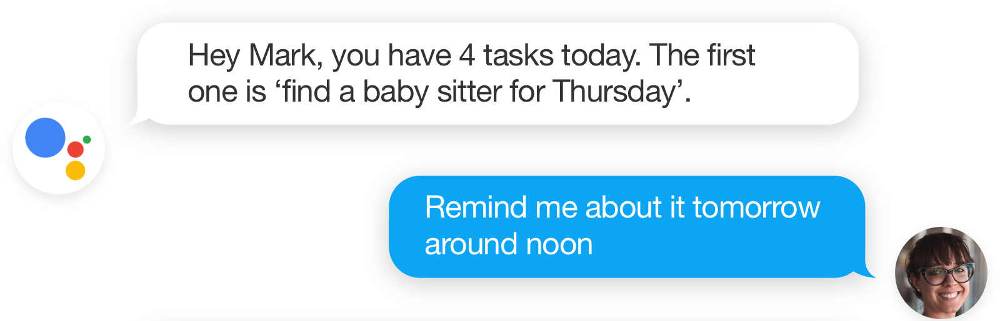 Hey Mark, you have 4 tasks today. The first
one is ‘find a baby sitter for Thursday’.
Remind me about it tomorrow
around noon